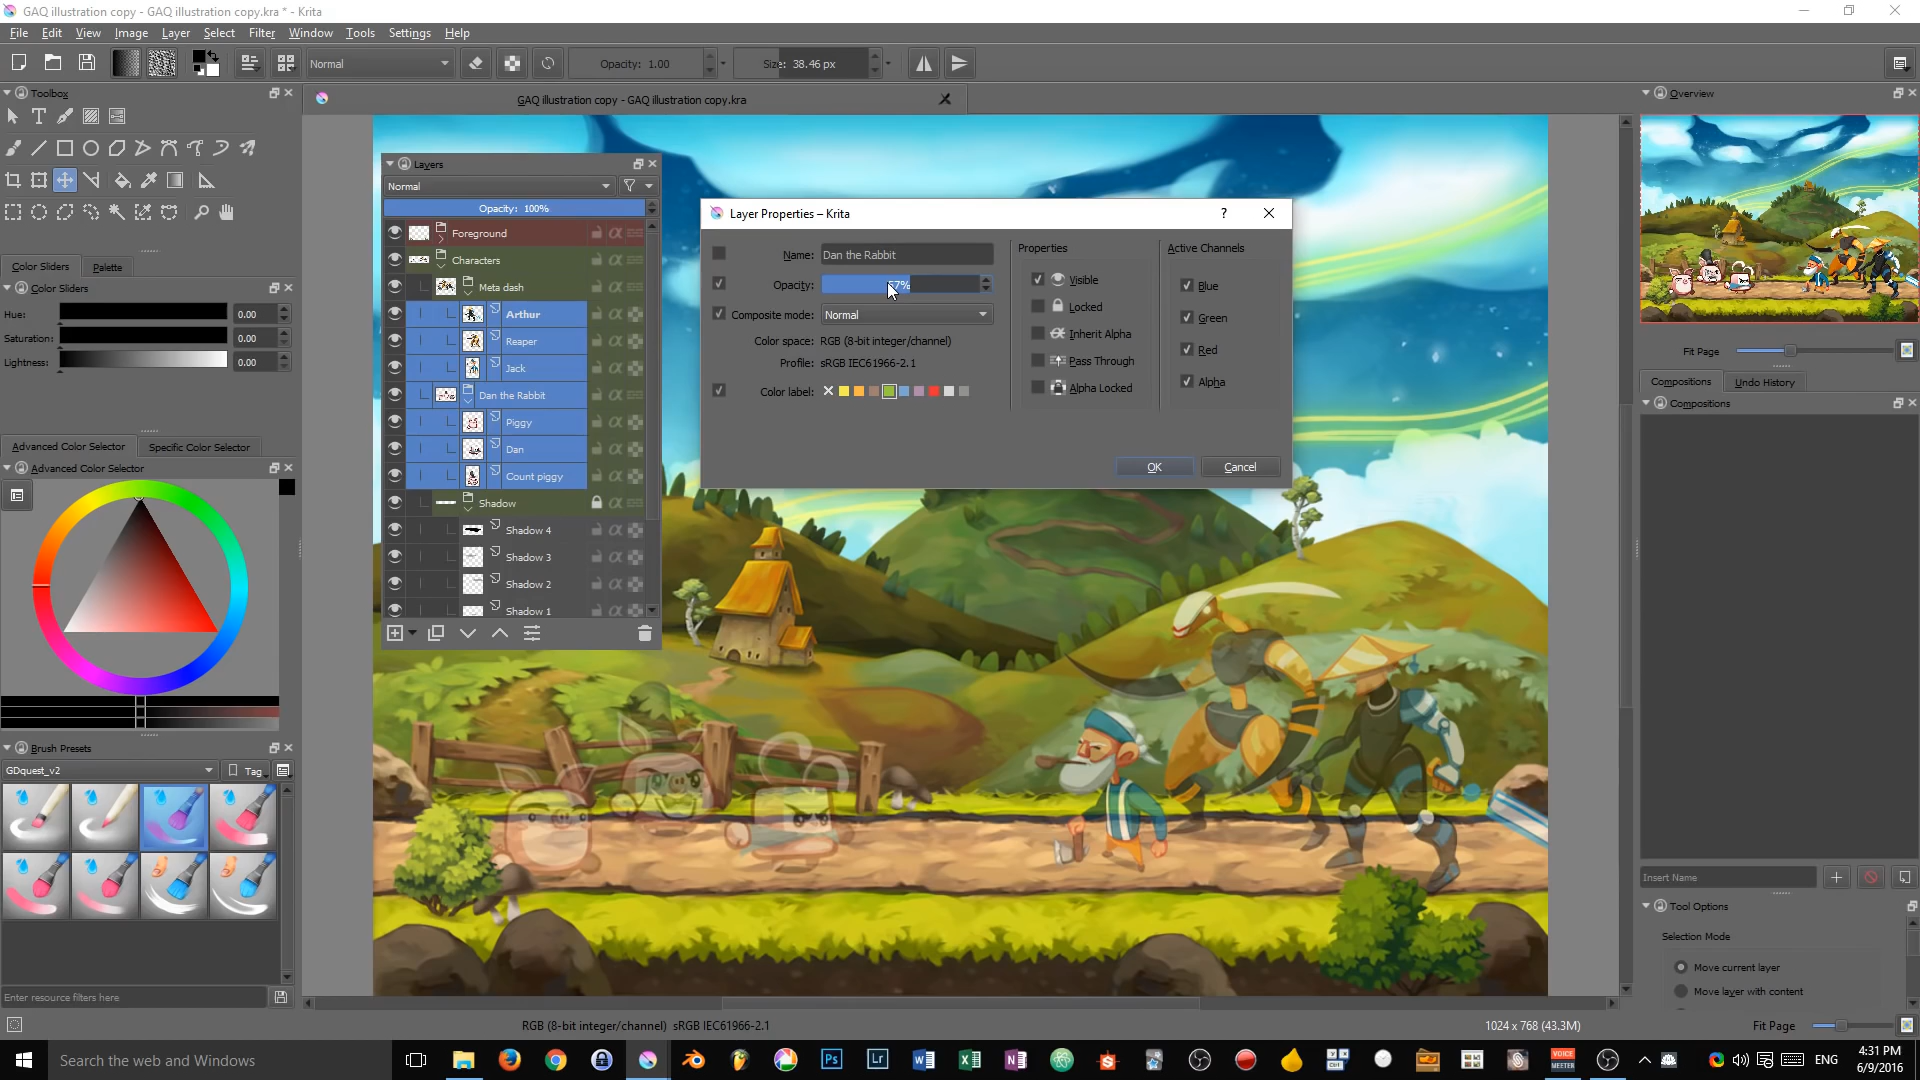 GAQ illustration copy - GAQ illustration copy.kra * - Krita
File Edit View Image Layer Select Filter Window Tools Settings Help
Normal Opacity: 1.00 Size: 38.46 px
Toolbox
GAQ illustration copy - GAQ illustration copy.kra
Overview
Layers
Normal
Opacity: 100%
Foreground
Characters
Meta dash
Arthur
Reaper
Jack
Dan the Rabbit
Piggy
Dan
Count piggy
Shadow
Shadow 4
Shadow 3
Shadow 2
Shadow 1
Layer Properties – Krita
?
Name: Dan the Rabbit
Opacity:
Composite mode: Normal
Color space: RGB (8-bit integer/channel)
Profile: sRGB IEC61966-2.1
Color label:
Properties
Visible
Locked
Inherit Alpha
Pass Through
Alpha Locked
Active Channels
Blue
Green
Red
Alpha
OK Cancel
Color Sliders Palette
Color Sliders
Hue: 0.00
Saturation: 0.00
Lightness: 0.00
Advanced Color Selector Specific Color Selector
Advanced Color Selector
Brush Presets
GDquest_v2 Tag
Enter resource filters here
Fit Page
Compositions Undo History
Compositions
Insert Name
Tool Options
Selection Mode
Move current layer
Move layer with content
RGB (8-bit integer/channel) sRGB IEC61966-2.1
1024 x 768 (43.3M)
Fit Page
Search the web and Windows
Ps
Lr
VOICE
MEETER
ENG
4:31 PM
6/9/2016